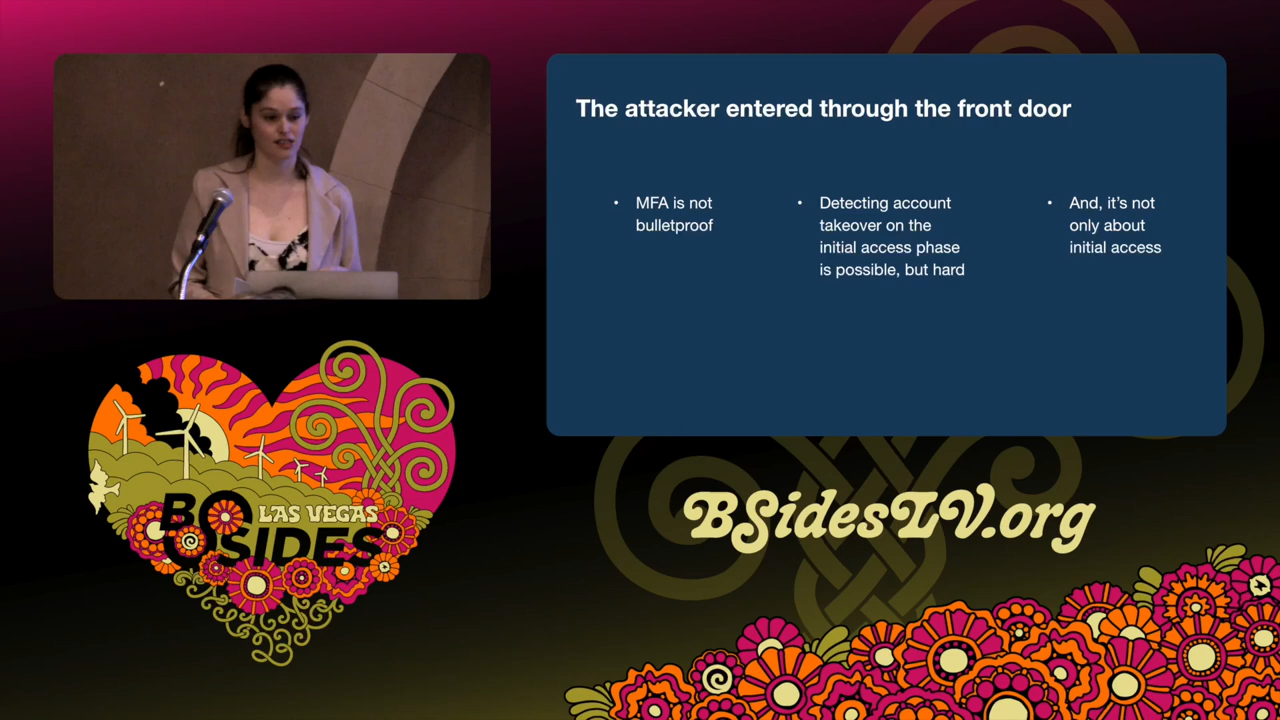 The attacker entered through the front door
• MFA is not
bulletproof
• Detecting account
takeover on the
initial access phase
is possible, but hard
• And, it's not
only about
initial access
LAS VEGAS
BSIDES
BSidesLV.org